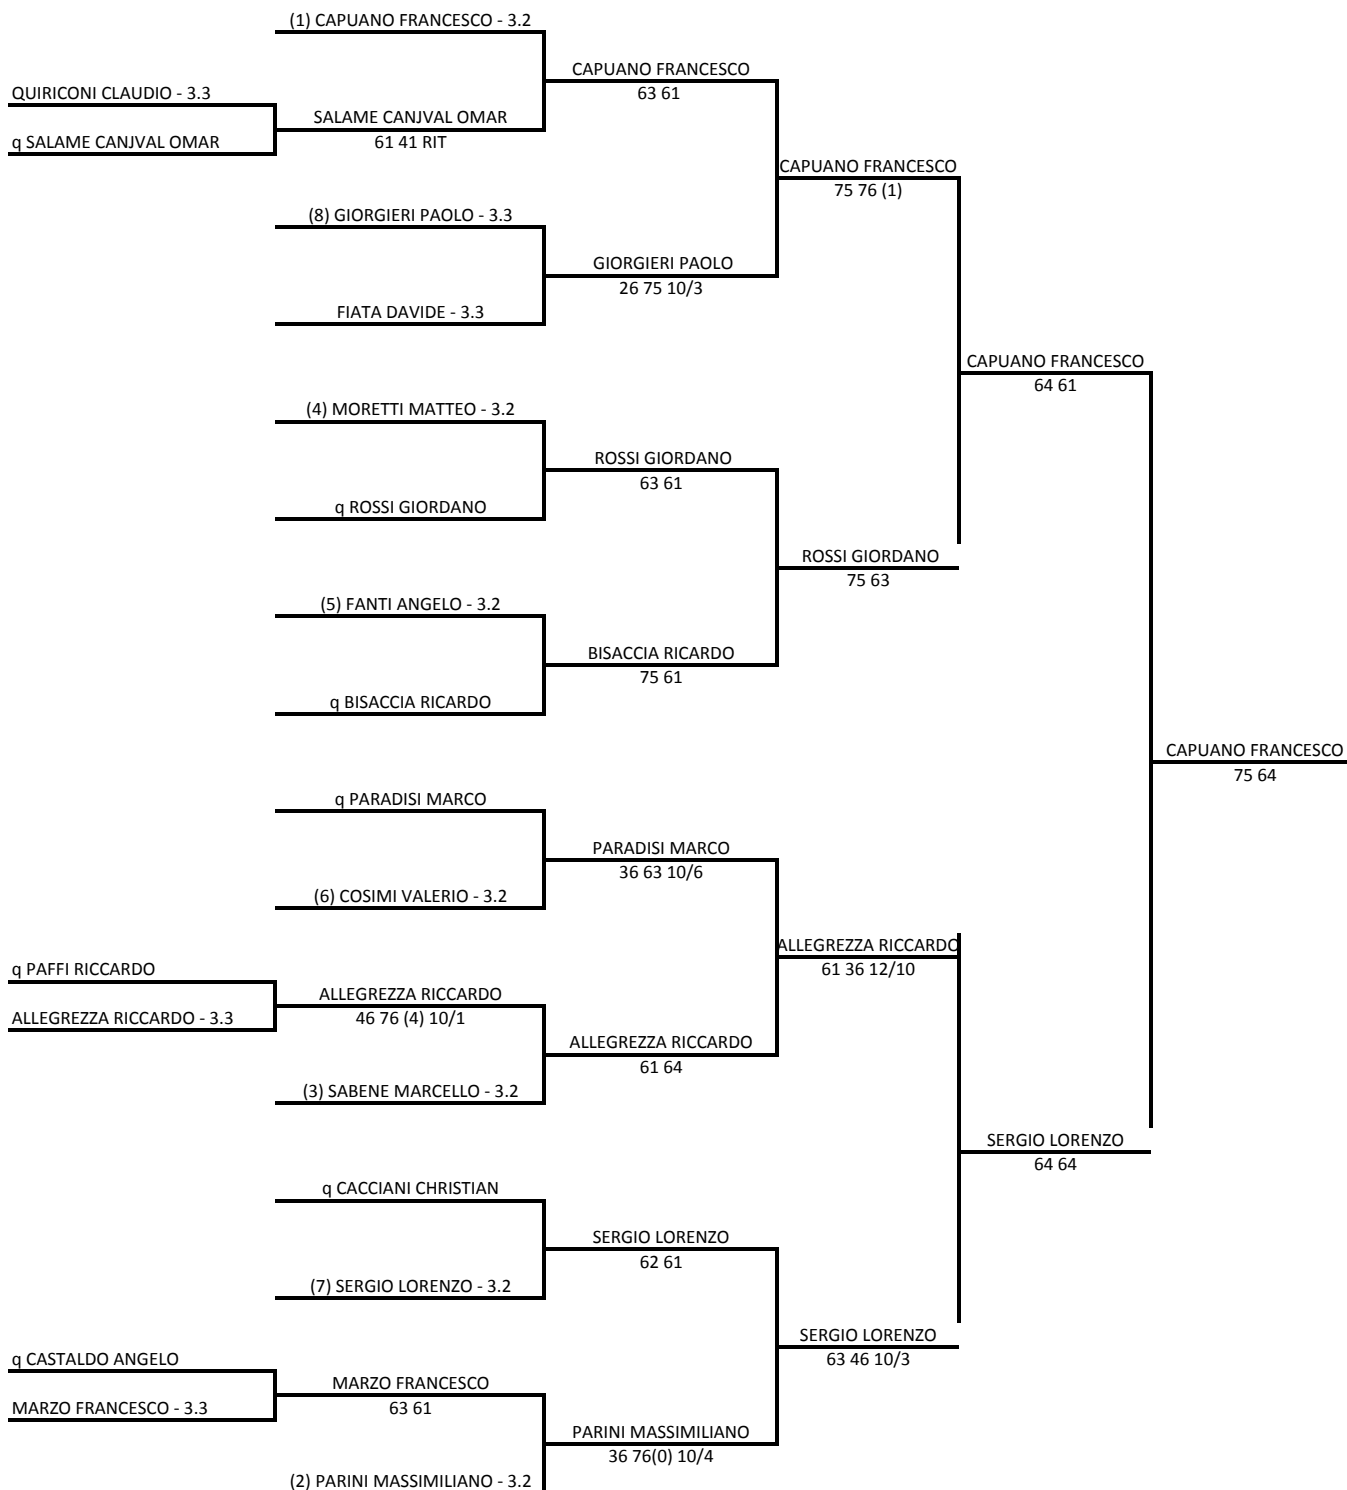 (1) CAPUANO FRANCESCO - 3.2
CAPUANO FRANCESCO
QUIRICONI CLAUDIO - 3.3
63 61
SALAME CANJVAL OMAR
q SALAME CANJVAL OMAR
61 41 RIT
CAPUANO FRANCESCO
75 76 (1)
(8) GIORGIERI PAOLO - 3.3
GIORGIERI PAOLO
26 75 10/3
FIATA DAVIDE - 3.3
CAPUANO FRANCESCO
64 61
(4) MORETTI MATTEO - 3.2
ROSSI GIORDANO
63 61
q ROSSI GIORDANO
ROSSI GIORDANO
75 63
(5) FANTI ANGELO - 3.2
BISACCIA RICARDO
75 61
q BISACCIA RICARDO
CAPUANO FRANCESCO
75 64
q PARADISI MARCO
PARADISI MARCO
36 63 10/6
(6) COSIMI VALERIO - 3.2
ALLEGREZZA RICCARDO
61 36 12/10
q PAFFI RICCARDO
ALLEGREZZA RICCARDO
ALLEGREZZA RICCARDO - 3.3
46 76 (4) 10/1
ALLEGREZZA RICCARDO
61 64
(3) SABENE MARCELLO - 3.2
SERGIO LORENZO
64 64
q CACCIANI CHRISTIAN
SERGIO LORENZO
62 61
(7) SERGIO LORENZO - 3.2
SERGIO LORENZO
63 46 10/3
q CASTALDO ANGELO
MARZO FRANCESCO
MARZO FRANCESCO - 3.3
63 61
PARINI MASSIMILIANO
36 76(0) 10/4
(2) PARINI MASSIMILIANO - 3.2